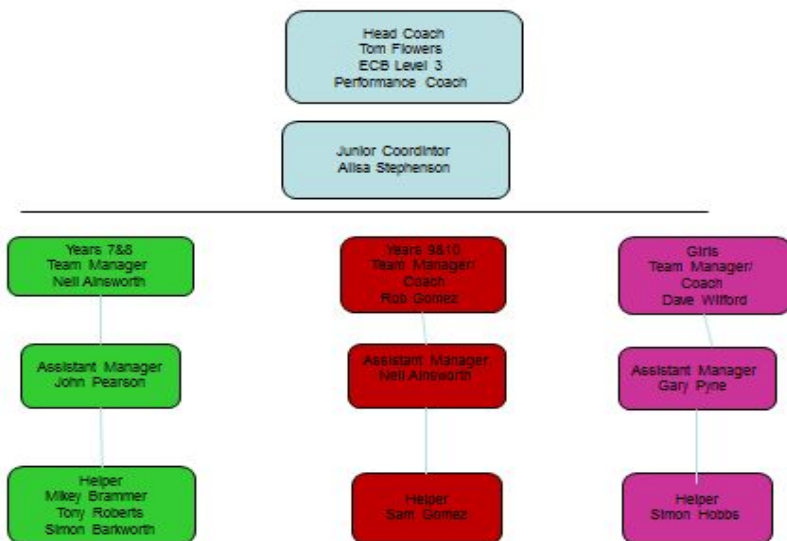 Head Coach
Tom Flowers
ECB Level 3
Performance Coach
Junior Coordintor
Ailsa Stephenson
Years 7&8
Team Manager
Neil Ainsworth
Years 9&10
Team Manager/
Coach
Rob Gomez
Girls
Team Manager/
Coach
Dave Wilford
Assistant Manager
John Pearson
Assistant Manager
Neil Ainsworth
Assistant Manager
Gary Pyne
Helper
Mikey Brammer
Tony Roberts
Simon Barkworth
Helper
Sam Gomez
Helper
Simon Hobbs